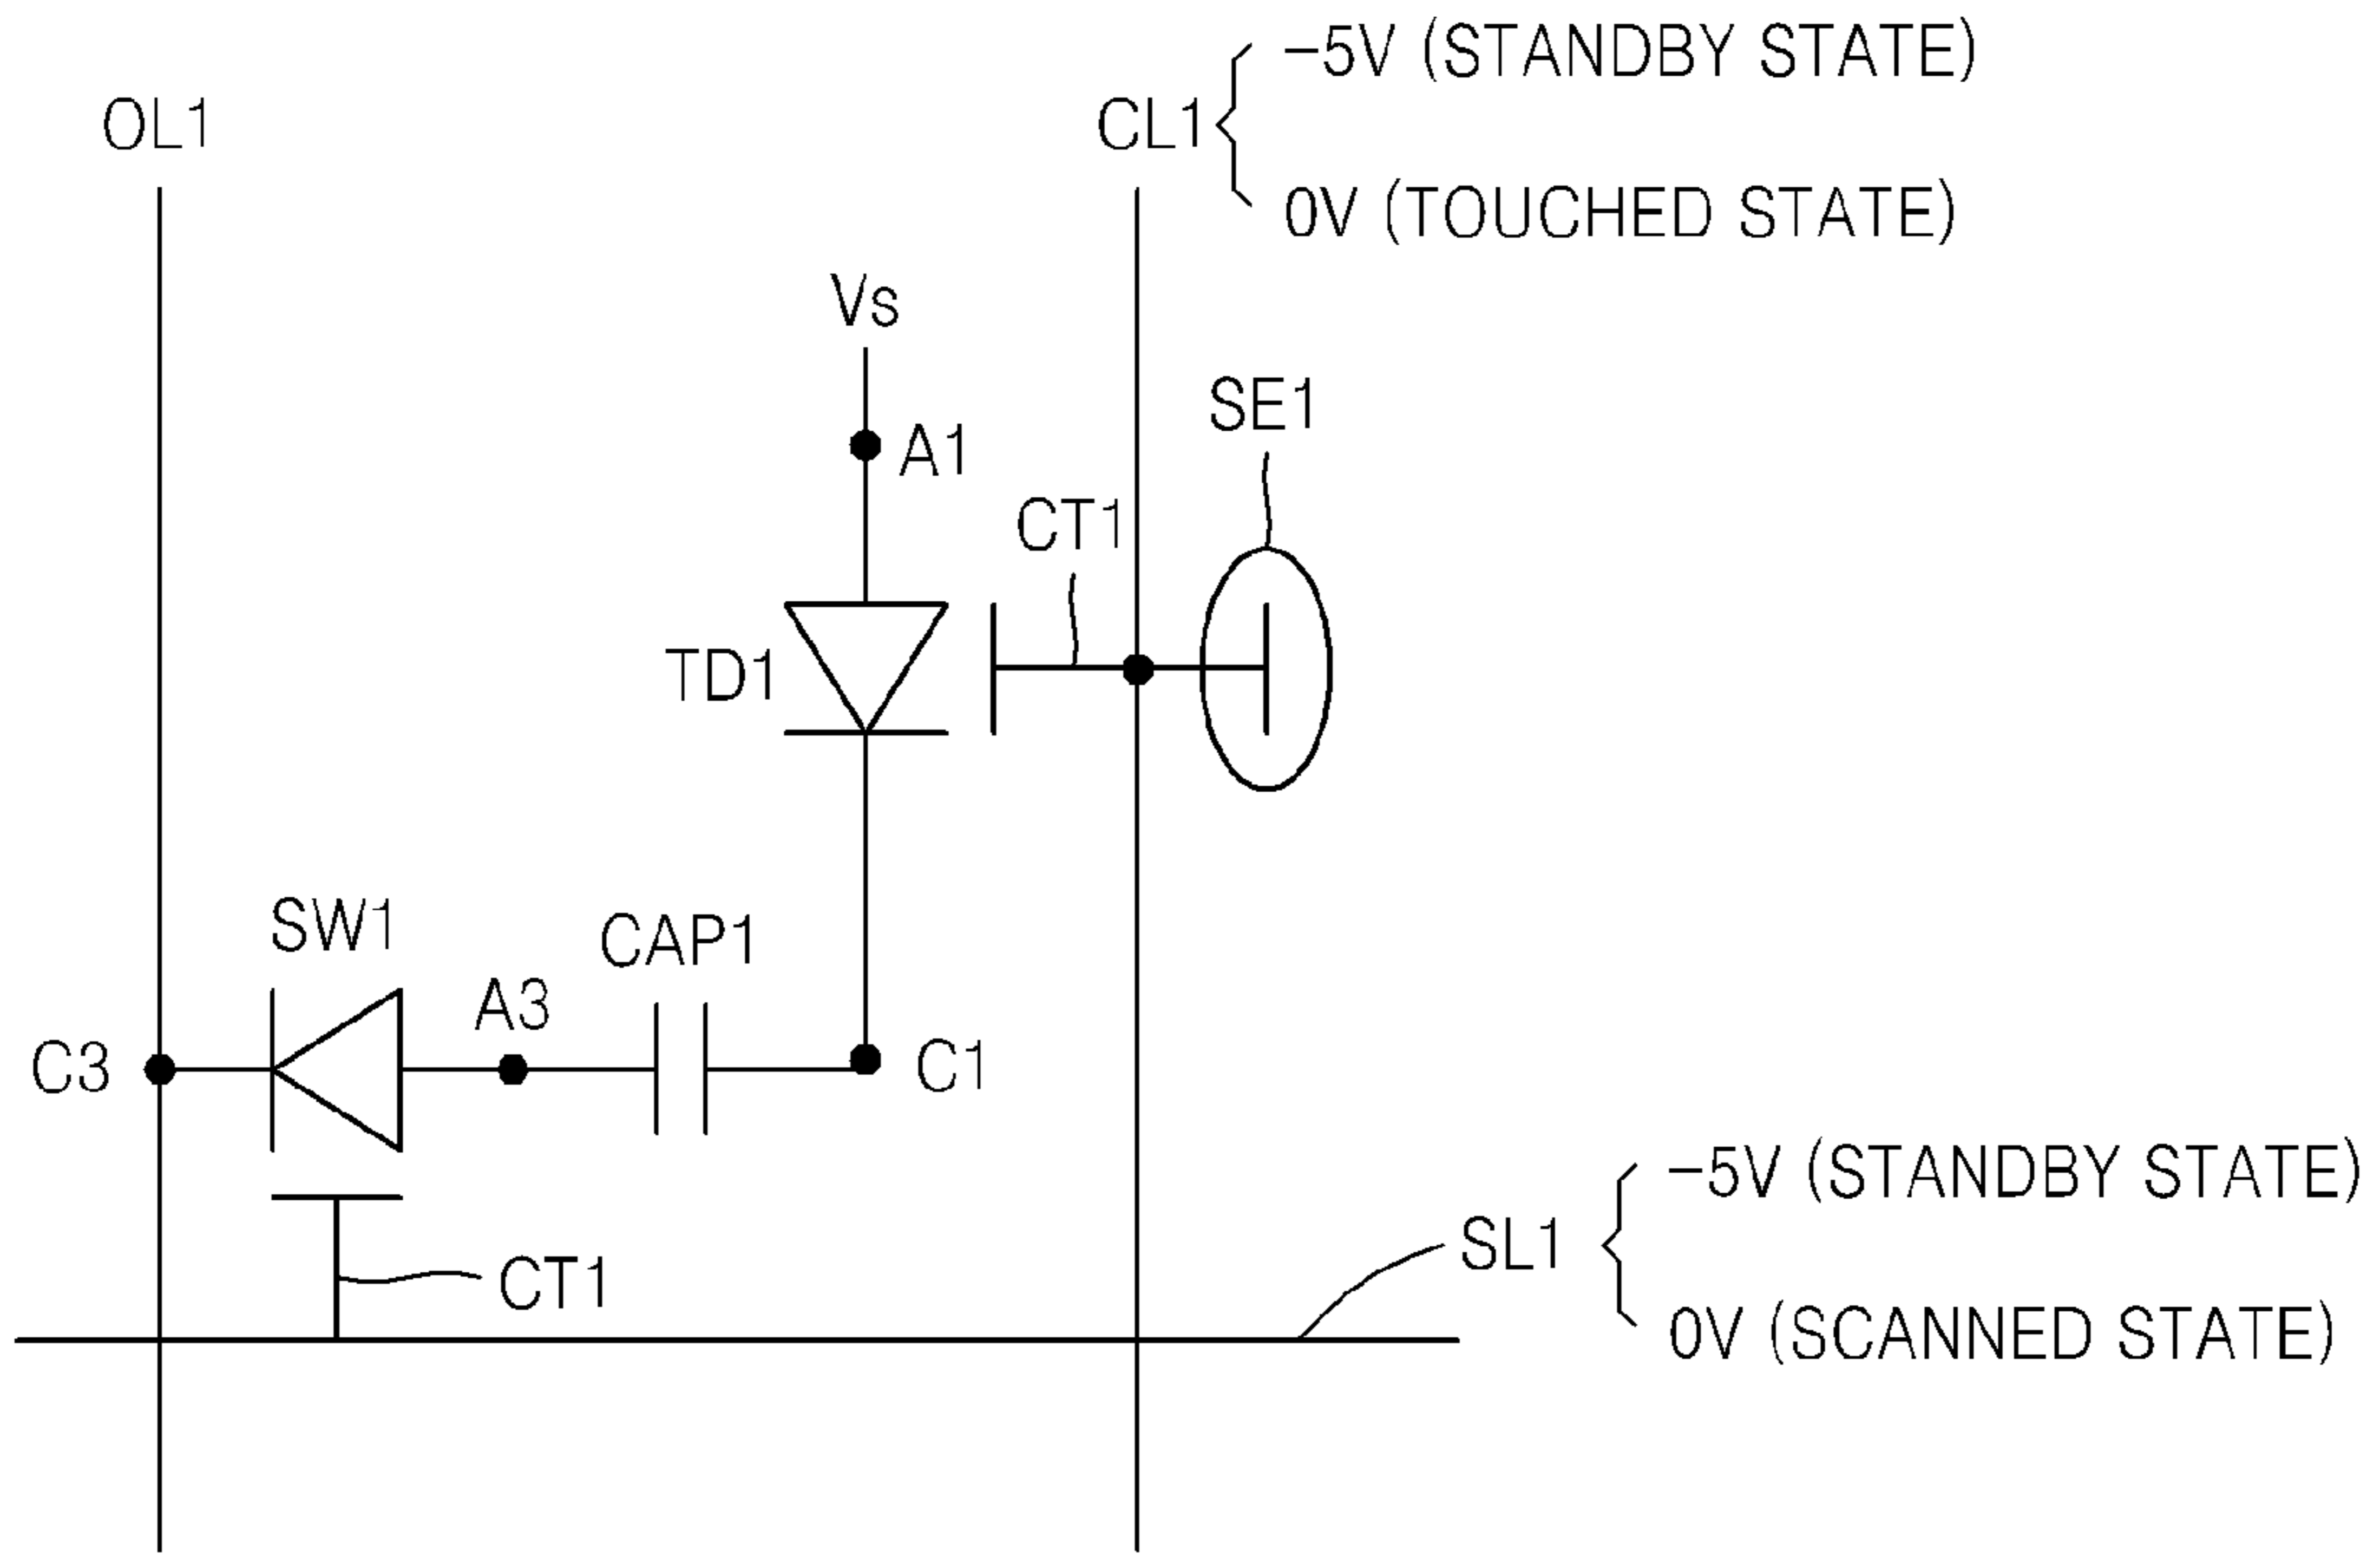 -5V (STANDBY STATE)
OL1
CL1
0V (TOUCHED STATE)
Vs
SE1
A1
CT1
TD1
SW1
CAP1
A3
C3
C1
-5V (STANDBY STATE)
SL1
CT1
0V (SCANNED STATE)